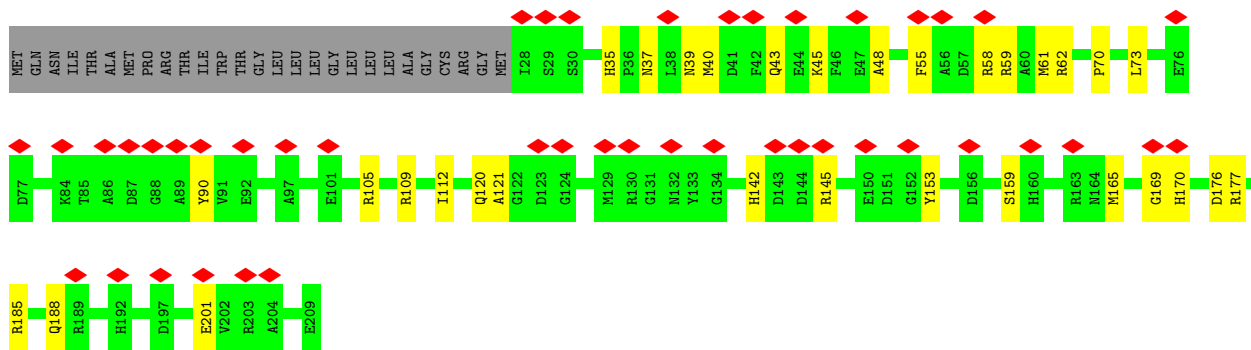 MET GLN ASN ILE THR ALA MET PRO ARG THR ILE TRP THR GLY LEU LEU LEU GLY LEU LEU LEU ALA GLY CYS ARG GLY MET I28 S29 S30 H35 P36 N37 L38 N39 M40 D41 F42 Q43 E44 K45 F46 E47 A48 F55 A56 D57 R58 R59 A60 M61 R62 P70 L73 E76
D77 K84 T85 A86 D87 G88 A89 Y90 V91 E92 A97 E101 R105 R109 I112 Q120 A121 G122 D123 G124 M129 R130 G131 N132 Y133 G134 H142 D143 D144 R145 E150 D151 G152 Y153 D156 S159 H160 R163 N164 M165 G169 H170 D176 R177
R185 Q188 R189 H192 D197 E201 V202 R203 A204 E209